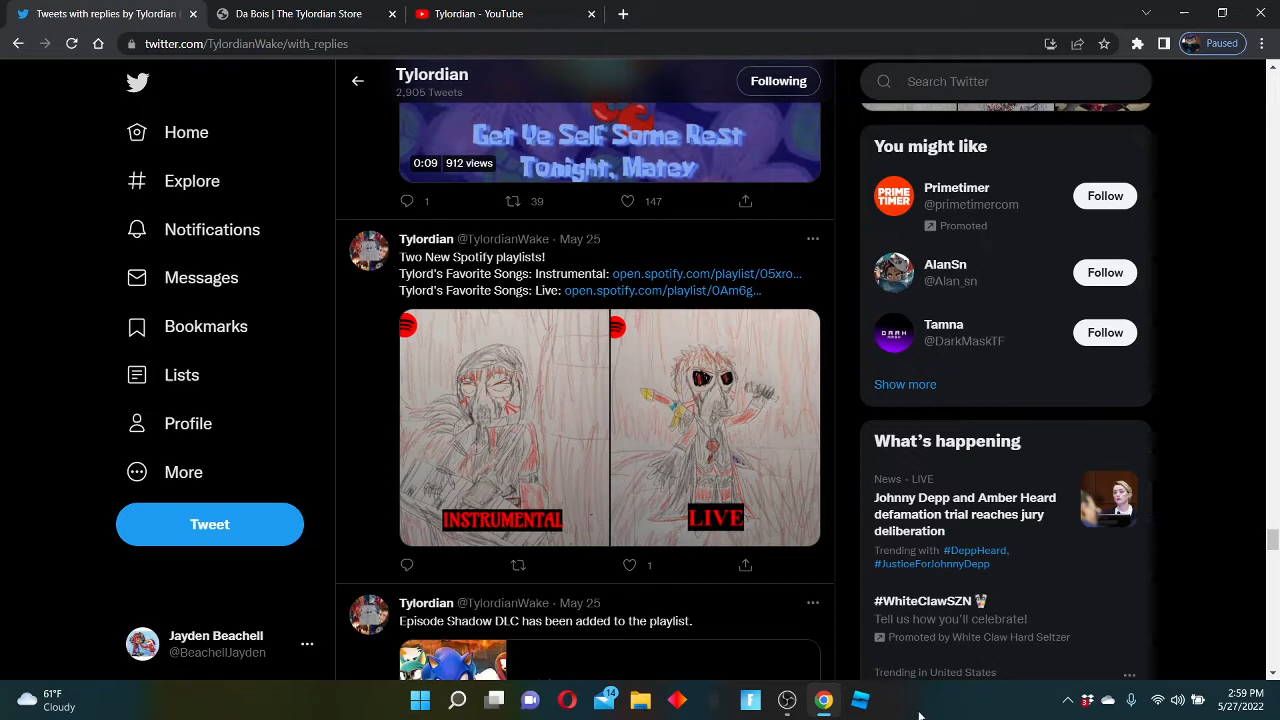 Tweets with replies by Tylordian
Da Bois | The Tylordian Store
Tylordian - YouTube
twitter.com/TylordianWake/with_replies
Paused
Home
Explore
Notifications
Messages
Bookmarks
Lists
Profile
More
Tweet
Jayden Beachell
@BeachellJayden
Tylordian
2,905 Tweets
Following
Get Ye Self Some Rest
Tonight, Matey
0:09 912 views
1 39 147
Tylordian @TylordianWake · May 25
Two New Spotify playlists!
Tylord's Favorite Songs: Instrumental: open.spotify.com/playlist/05xro...
Tylord's Favorite Songs: Live: open.spotify.com/playlist/0Am6g...
INSTRUMENTAL
LIVE
1
Tylordian @TylordianWake · May 25
Episode Shadow DLC has been added to the playlist.
Search Twitter
You might like
PRIME
TIMER
Primetimer
@primetimercom
Promoted
Follow
AlanSn
@Alan_sn
Follow
DARK
Tamna
@DarkMaskTF
Follow
Show more
What's happening
News · LIVE
Johnny Depp and Amber Heard
defamation trial reaches jury
deliberation
Trending with #DeppHeard,
#JusticeForJohnnyDepp
#WhiteClawSZN
Tell us how you'll celebrate!
Promoted by White Claw Hard Seltzer
Trending in United States
61°F
Cloudy
14
2:59 PM
5/27/2022